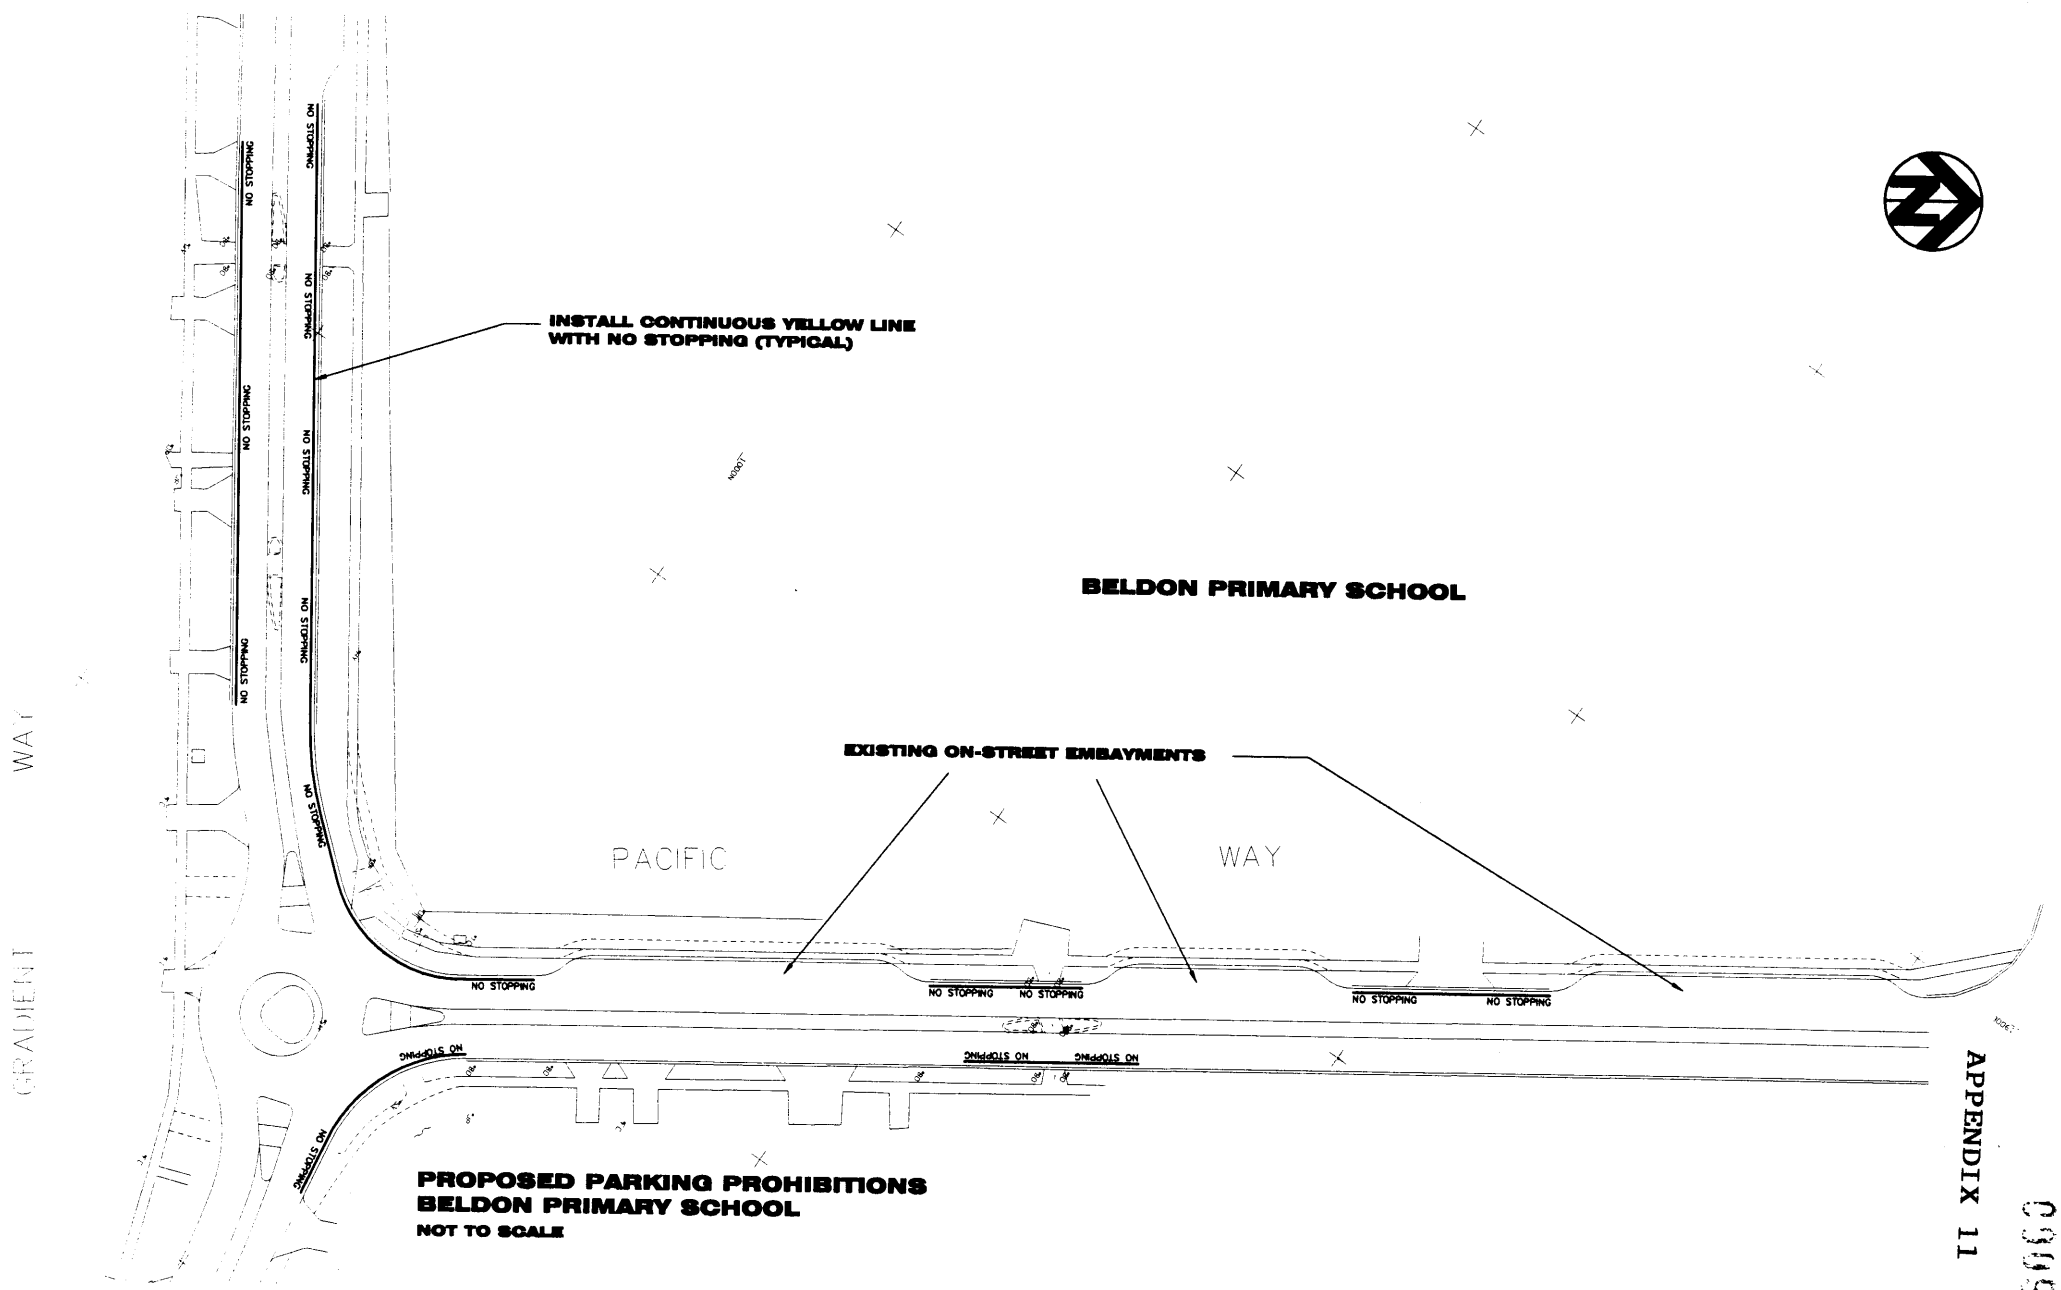 NO STOPPING
NO STOPPING
NO STOPPING
INSTALL CONTINUOUS YELLOW LINE
WITH NO STOPPING (TYPICAL)
NO STOPPING
NO STOPPING
NO STOPPING
NO STOPPING
NO STOPPING
N
BELDON PRIMARY SCHOOL
EXISTING ON-STREET EMBAYMENTS
PACIFIC WAY
GRADIENT WAY
NO STOPPING
NO STOPPING
NO STOPPING
NO STOPPING
NO STOPPING
NO STOPPING
NO STOPPING
NO STOPPING
NO STOPPING
PROPOSED PARKING PROHIBITIONS
BELDON PRIMARY SCHOOL
NOT TO SCALE
APPENDIX 11